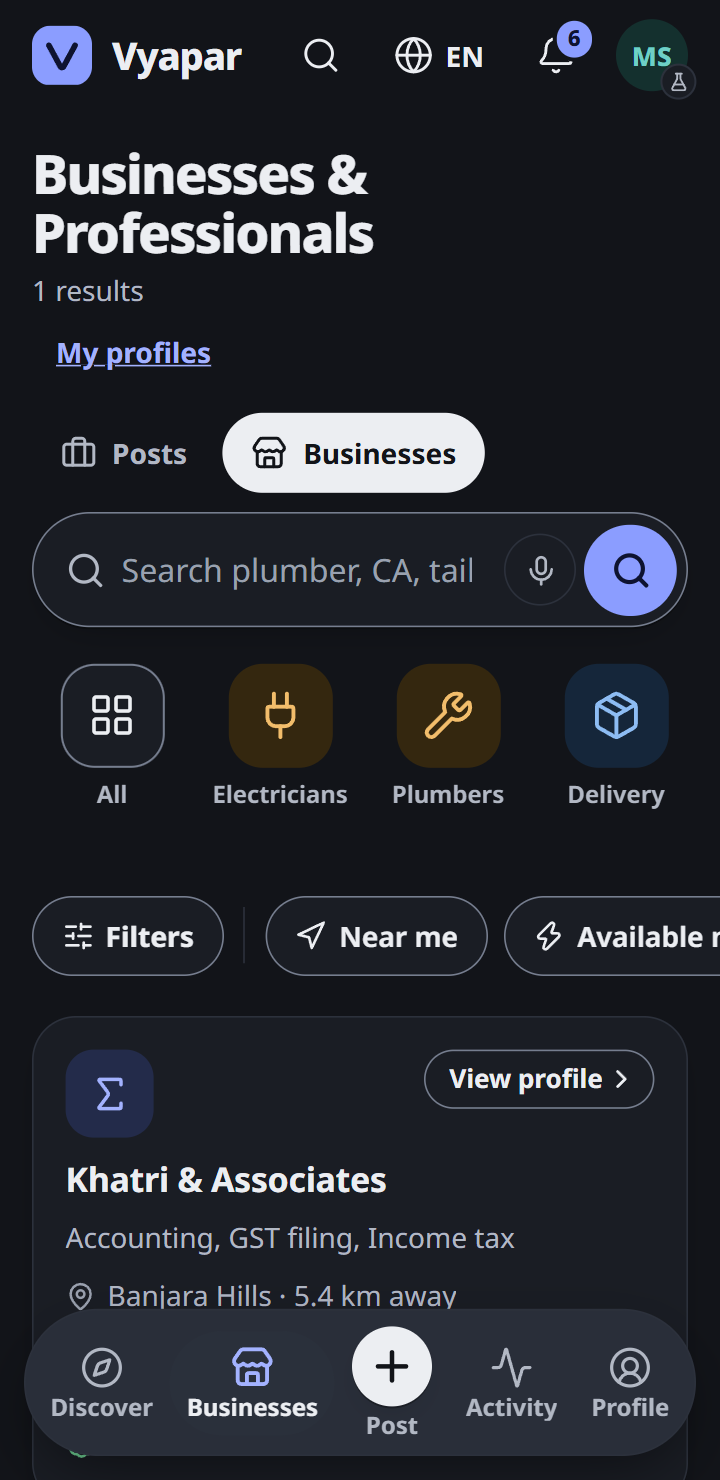 Vyapar
EN
6
MS
Businesses &
Professionals
1 results
My profiles
Posts
Businesses
Search plumber, CA, tail
All
Electricians
Plumbers
Delivery
Filters
Near me
Available
View profile
Khatri & Associates
Accounting, GST filing, Income tax
Banjara Hills · 5.4 km away
Discover
Businesses
Post
Activity
Profile